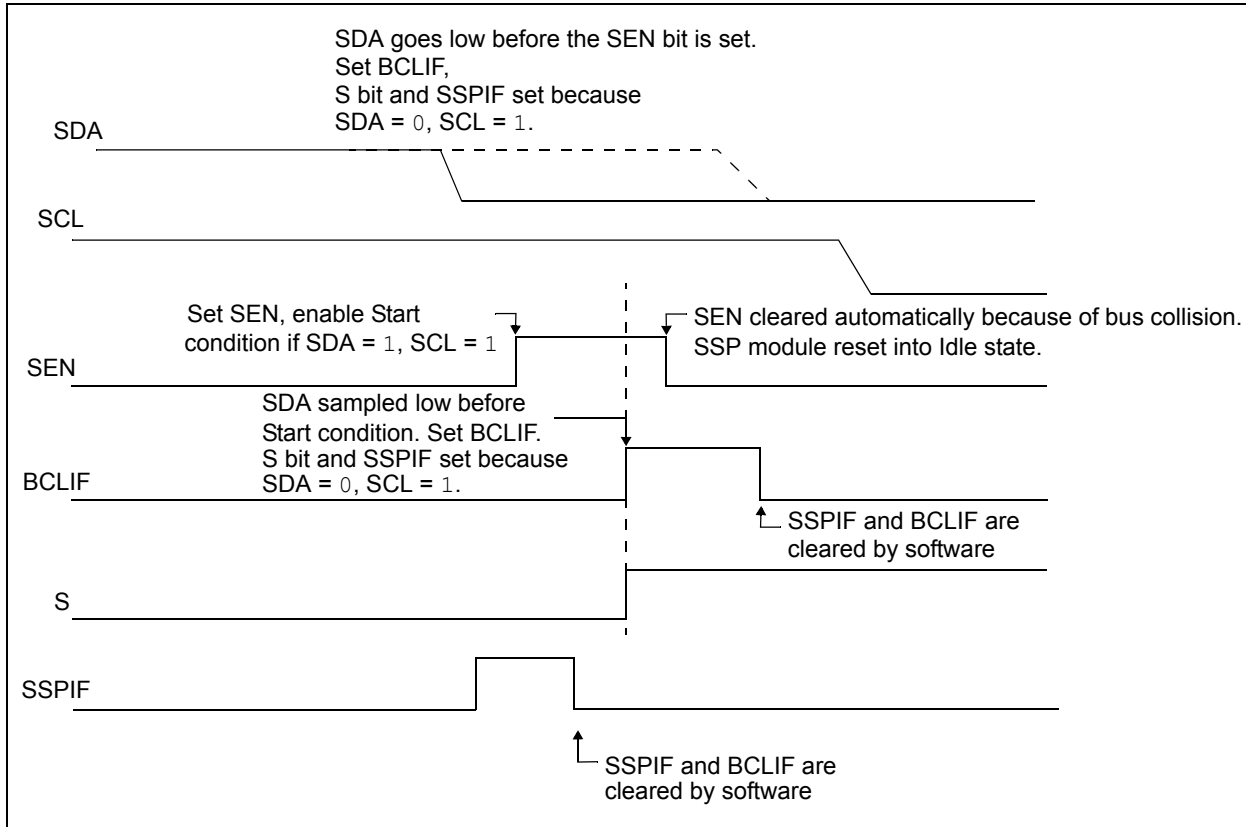 SDA goes low before the SEN bit is set.
Set BCLIF,
S bit and SSPIF set because
SDA = 0, SCL = 1.
SDA
SCL
Set SEN, enable Start
condition if SDA = 1, SCL = 1
SEN cleared automatically because of bus collision.
SSP module reset into Idle state.
SEN
SDA sampled low before
Start condition. Set BCLIF.
S bit and SSPIF set because
SDA = 0, SCL = 1.
BCLIF
SSPIF and BCLIF are
cleared by software
S
SSPIF
SSPIF and BCLIF are
cleared by software